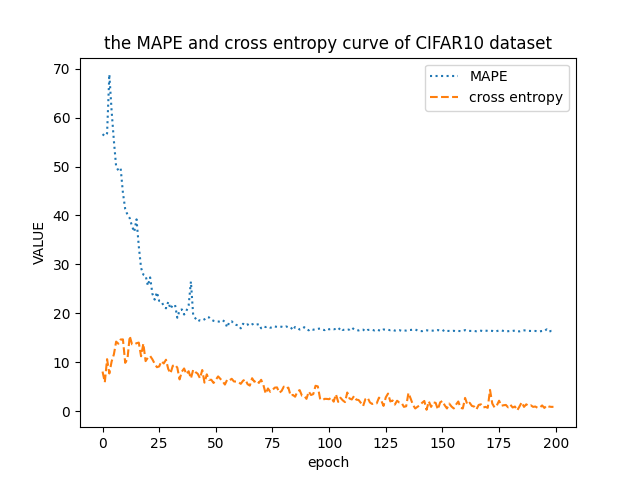 the MAPE and cross entropy curve of CIFAR10 dataset
MAPE
cross entropy
70
60
50
40
30
20
10
0
VALUE
0 25 50 75 100 125 150 175 200
epoch